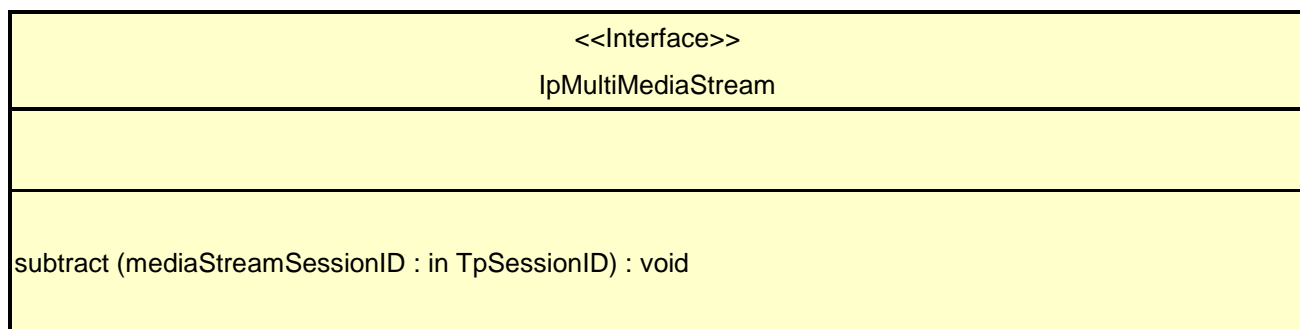 <<Interface>>
IpMultiMediaStream
subtract (mediaStreamSessionID : in TpSessionID) : void